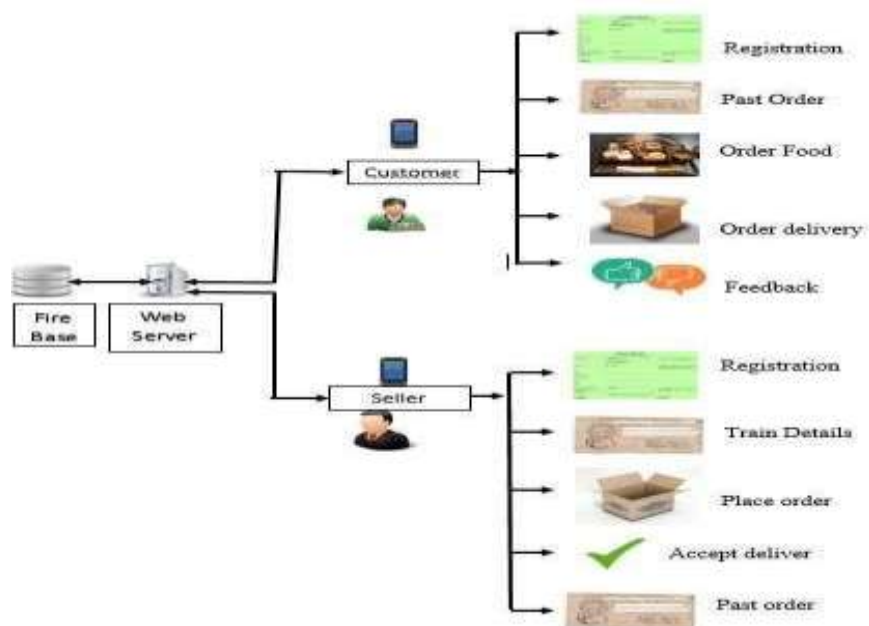 Registration
Past Order
Order Food
Customer
Order delivery
Feedback
Fire
Base
Web
Server
Registration
Seller
Train Details
Place order
Accept deliver
Past order